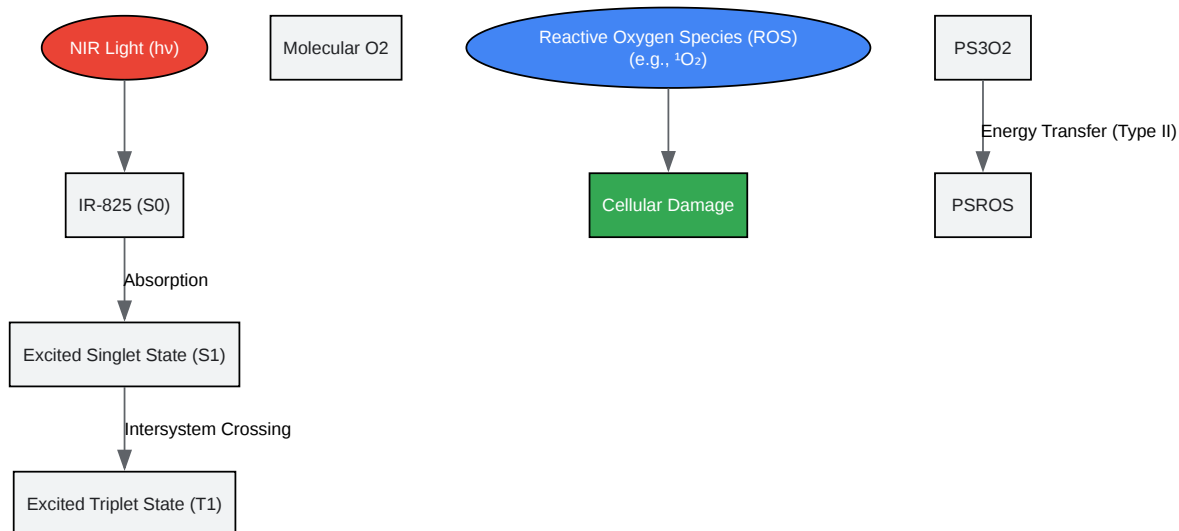 NIR Light (hν)
Molecular O2
Reactive Oxygen Species (ROS)
(e.g., ¹O₂)
PS3O2
Energy Transfer (Type II)
IR-825 (S0)
Cellular Damage
PSROS
Absorption
Excited Singlet State (S1)
Intersystem Crossing
Excited Triplet State (T1)